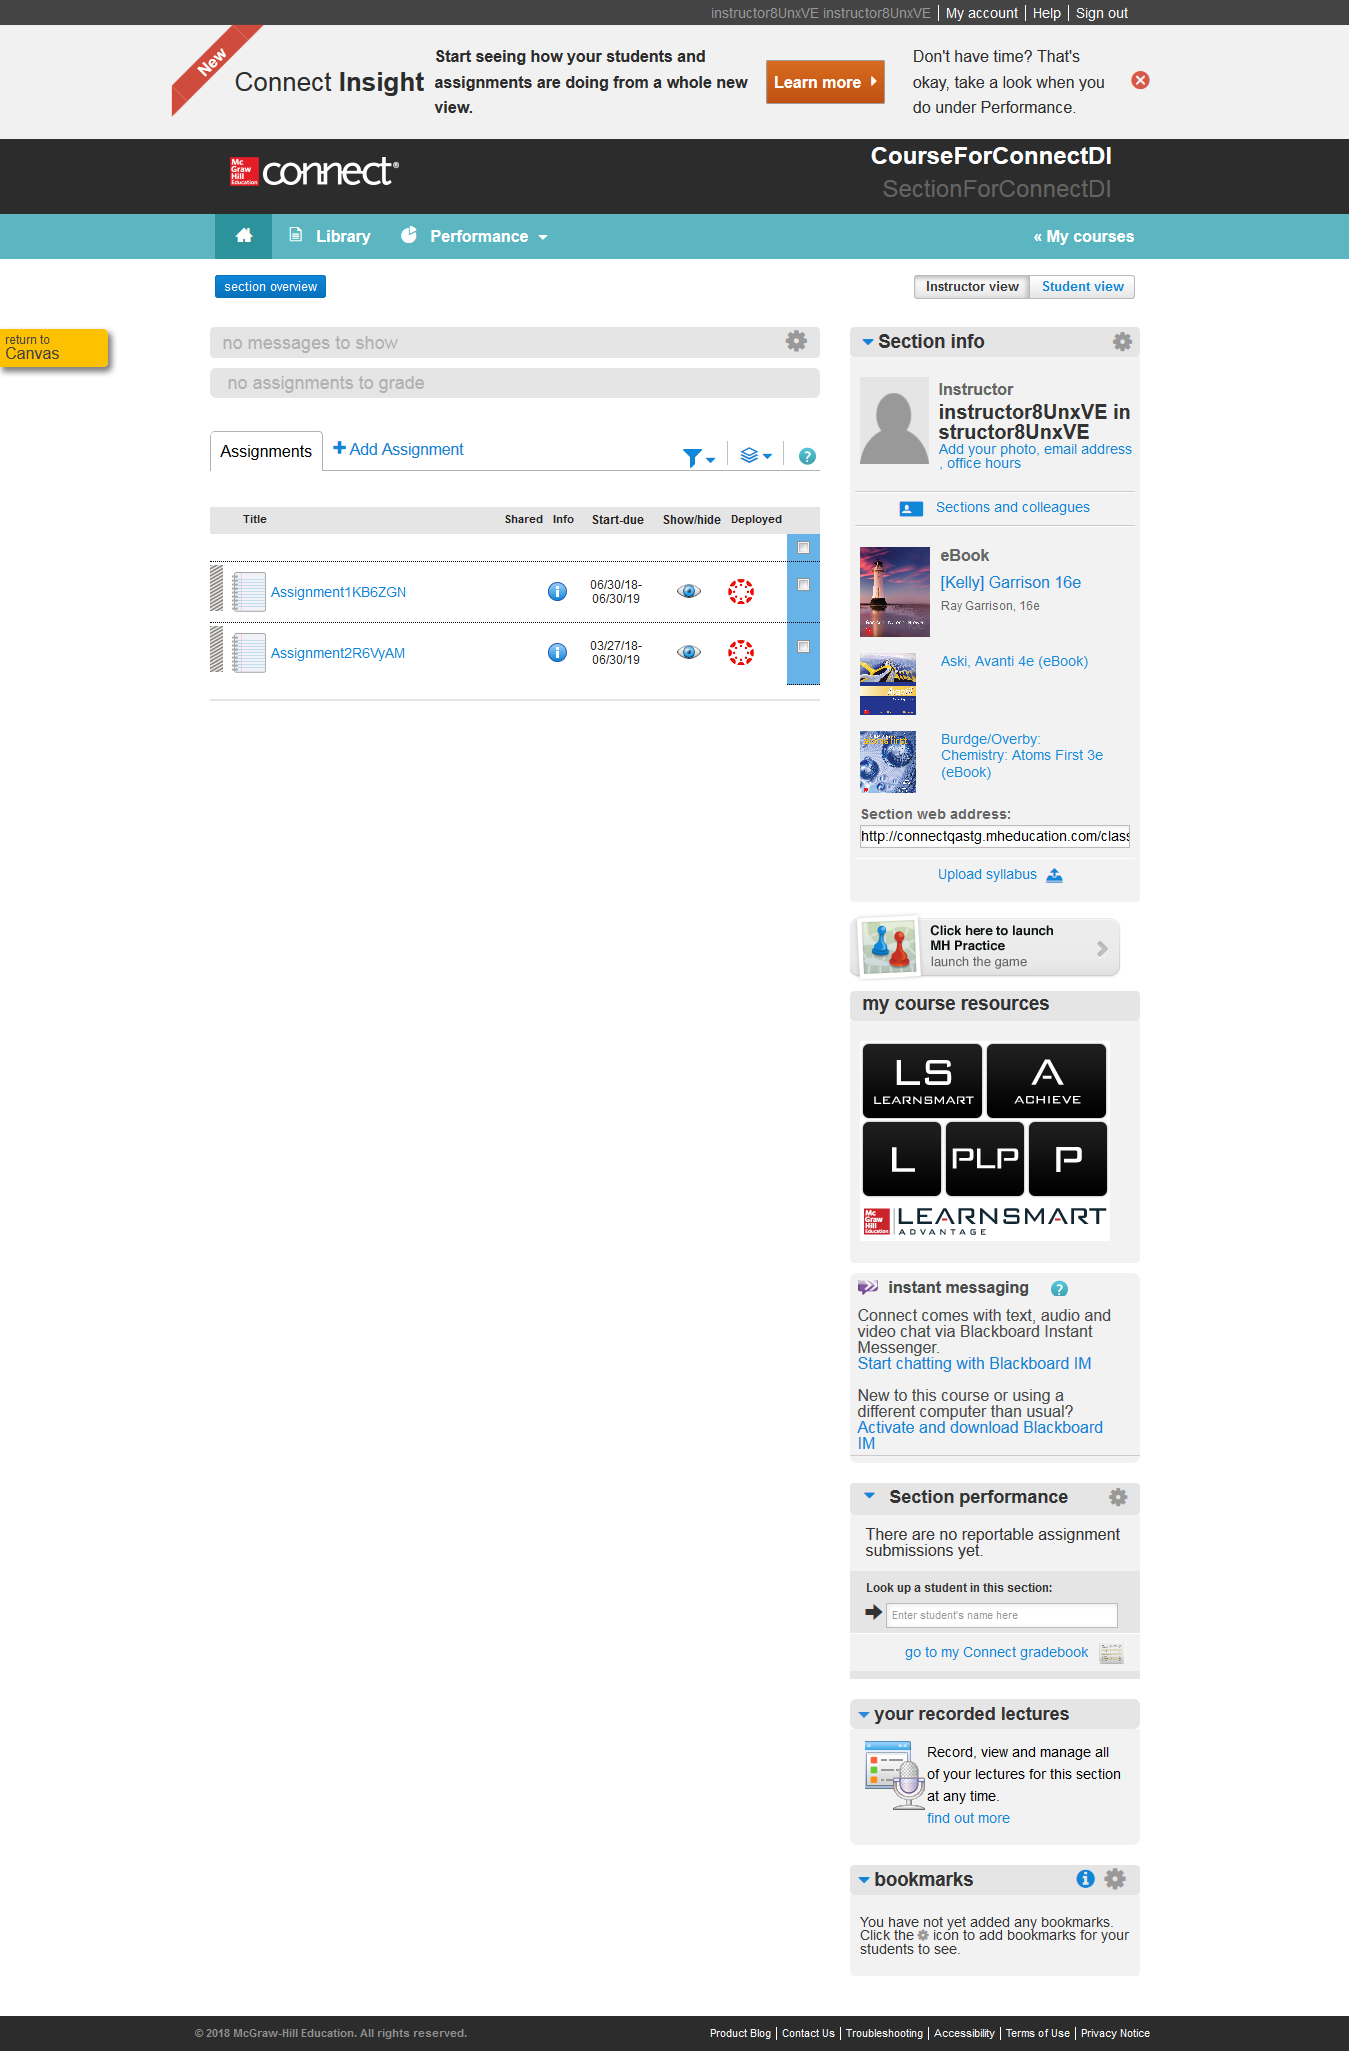 instructor8UnxVE instructor8UnxVE | My account | Help | Sign out
New
Connect Insight
Start seeing how your students and
assignments are doing from a whole new
view.
Learn more
Don't have time? That's
okay, take a look when you
do under Performance.
Mc
Graw
Hill
Education
connect®
CourseForConnectDI
SectionForConnectDI
Library
Performance
« My courses
section overview
Instructor view
Student view
return to
Canvas
no messages to show
no assignments to grade
Assignments
Add Assignment
?
Title Shared Info Start-due Show/hide Deployed
Assignment1KB6ZGN
i
06/30/18-
06/30/19
Assignment2R6VyAM
i
03/27/18-
06/30/19
Section info
Instructor
instructor8UnxVE in
structor8UnxVE
Add your photo, email address
, office hours
Sections and colleagues
eBook
[Kelly] Garrison 16e
Ray Garrison, 16e
Aski, Avanti 4e (eBook)
Avanti!
Burdge/Overby:
Chemistry: Atoms First 3e
(eBook)
Section web address:
http://connectqastg.mheducation.com/clas
Upload syllabus
Click here to launch
MH Practice
launch the game
my course resources
LS
LEARNSMART
A
ACHIEVE
L
PLP
P
Mc
Graw
Hill
Education
LEARNSMART
ADVANTAGE
instant messaging
?
Connect comes with text, audio and
video chat via Blackboard Instant
Messenger.
Start chatting with Blackboard IM
New to this course or using a
different computer than usual?
Activate and download Blackboard
IM
Section performance
There are no reportable assignment
submissions yet.
Look up a student in this section:
Enter student's name here
go to my Connect gradebook
your recorded lectures
Record, view and manage all
of your lectures for this section
at any time.
find out more
bookmarks
i
You have not yet added any bookmarks.
Click the icon to add bookmarks for your
students to see.
© 2018 McGraw-Hill Education. All rights reserved.
Product Blog | Contact Us | Troubleshooting | Accessibility | Terms of Use | Privacy Notice